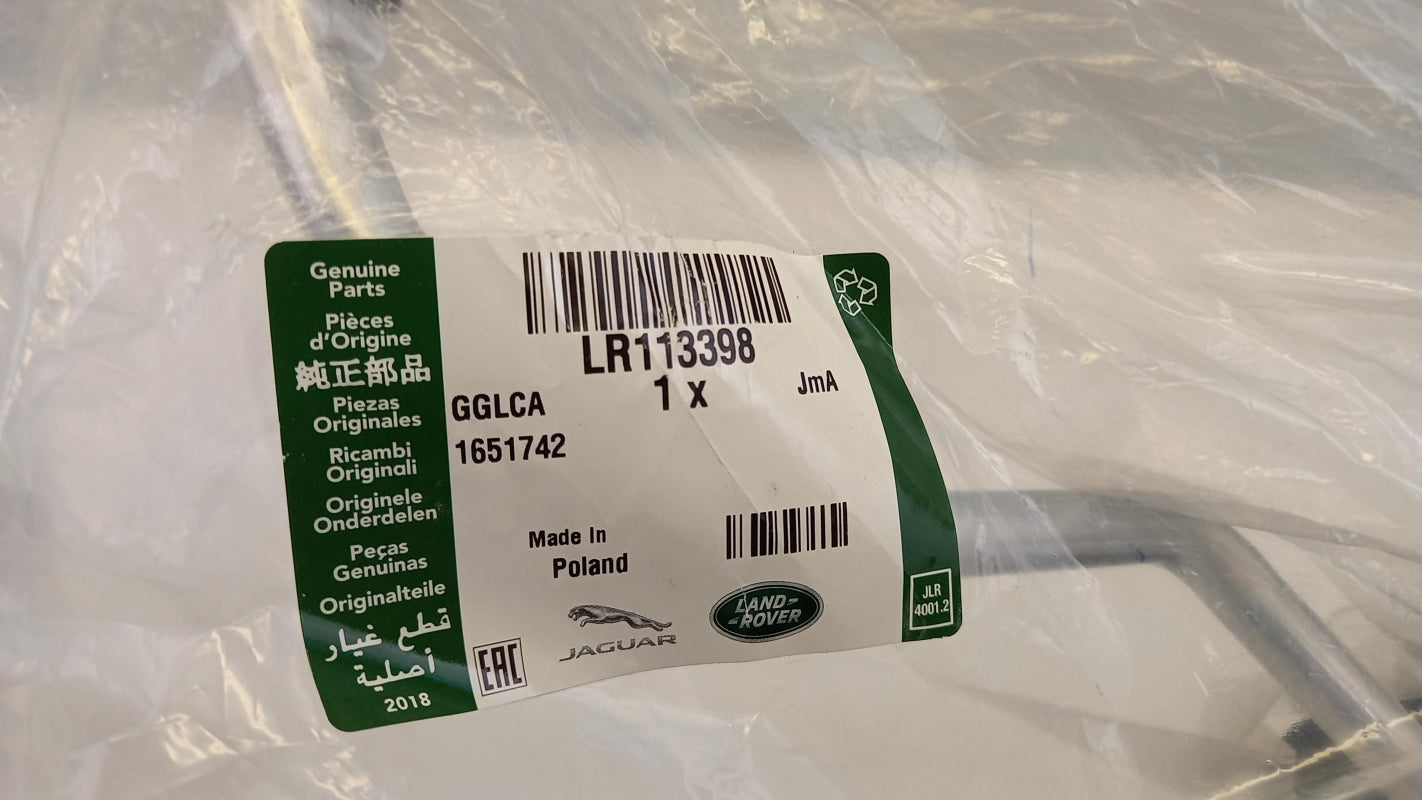 Genuine
Parts
Pièces
d'Origine
純正部品
Piezas
Originales
Ricambi
Originali
Originele
Onderdelen
Peças
Genuinas
Originalteile
قطع غيار
أصلية
2018
LR113398
1 x
JmA
GGLCA
1651742
Made In
Poland
EAC
JAGUAR
LAND-
-ROVER
JLR
4001.2